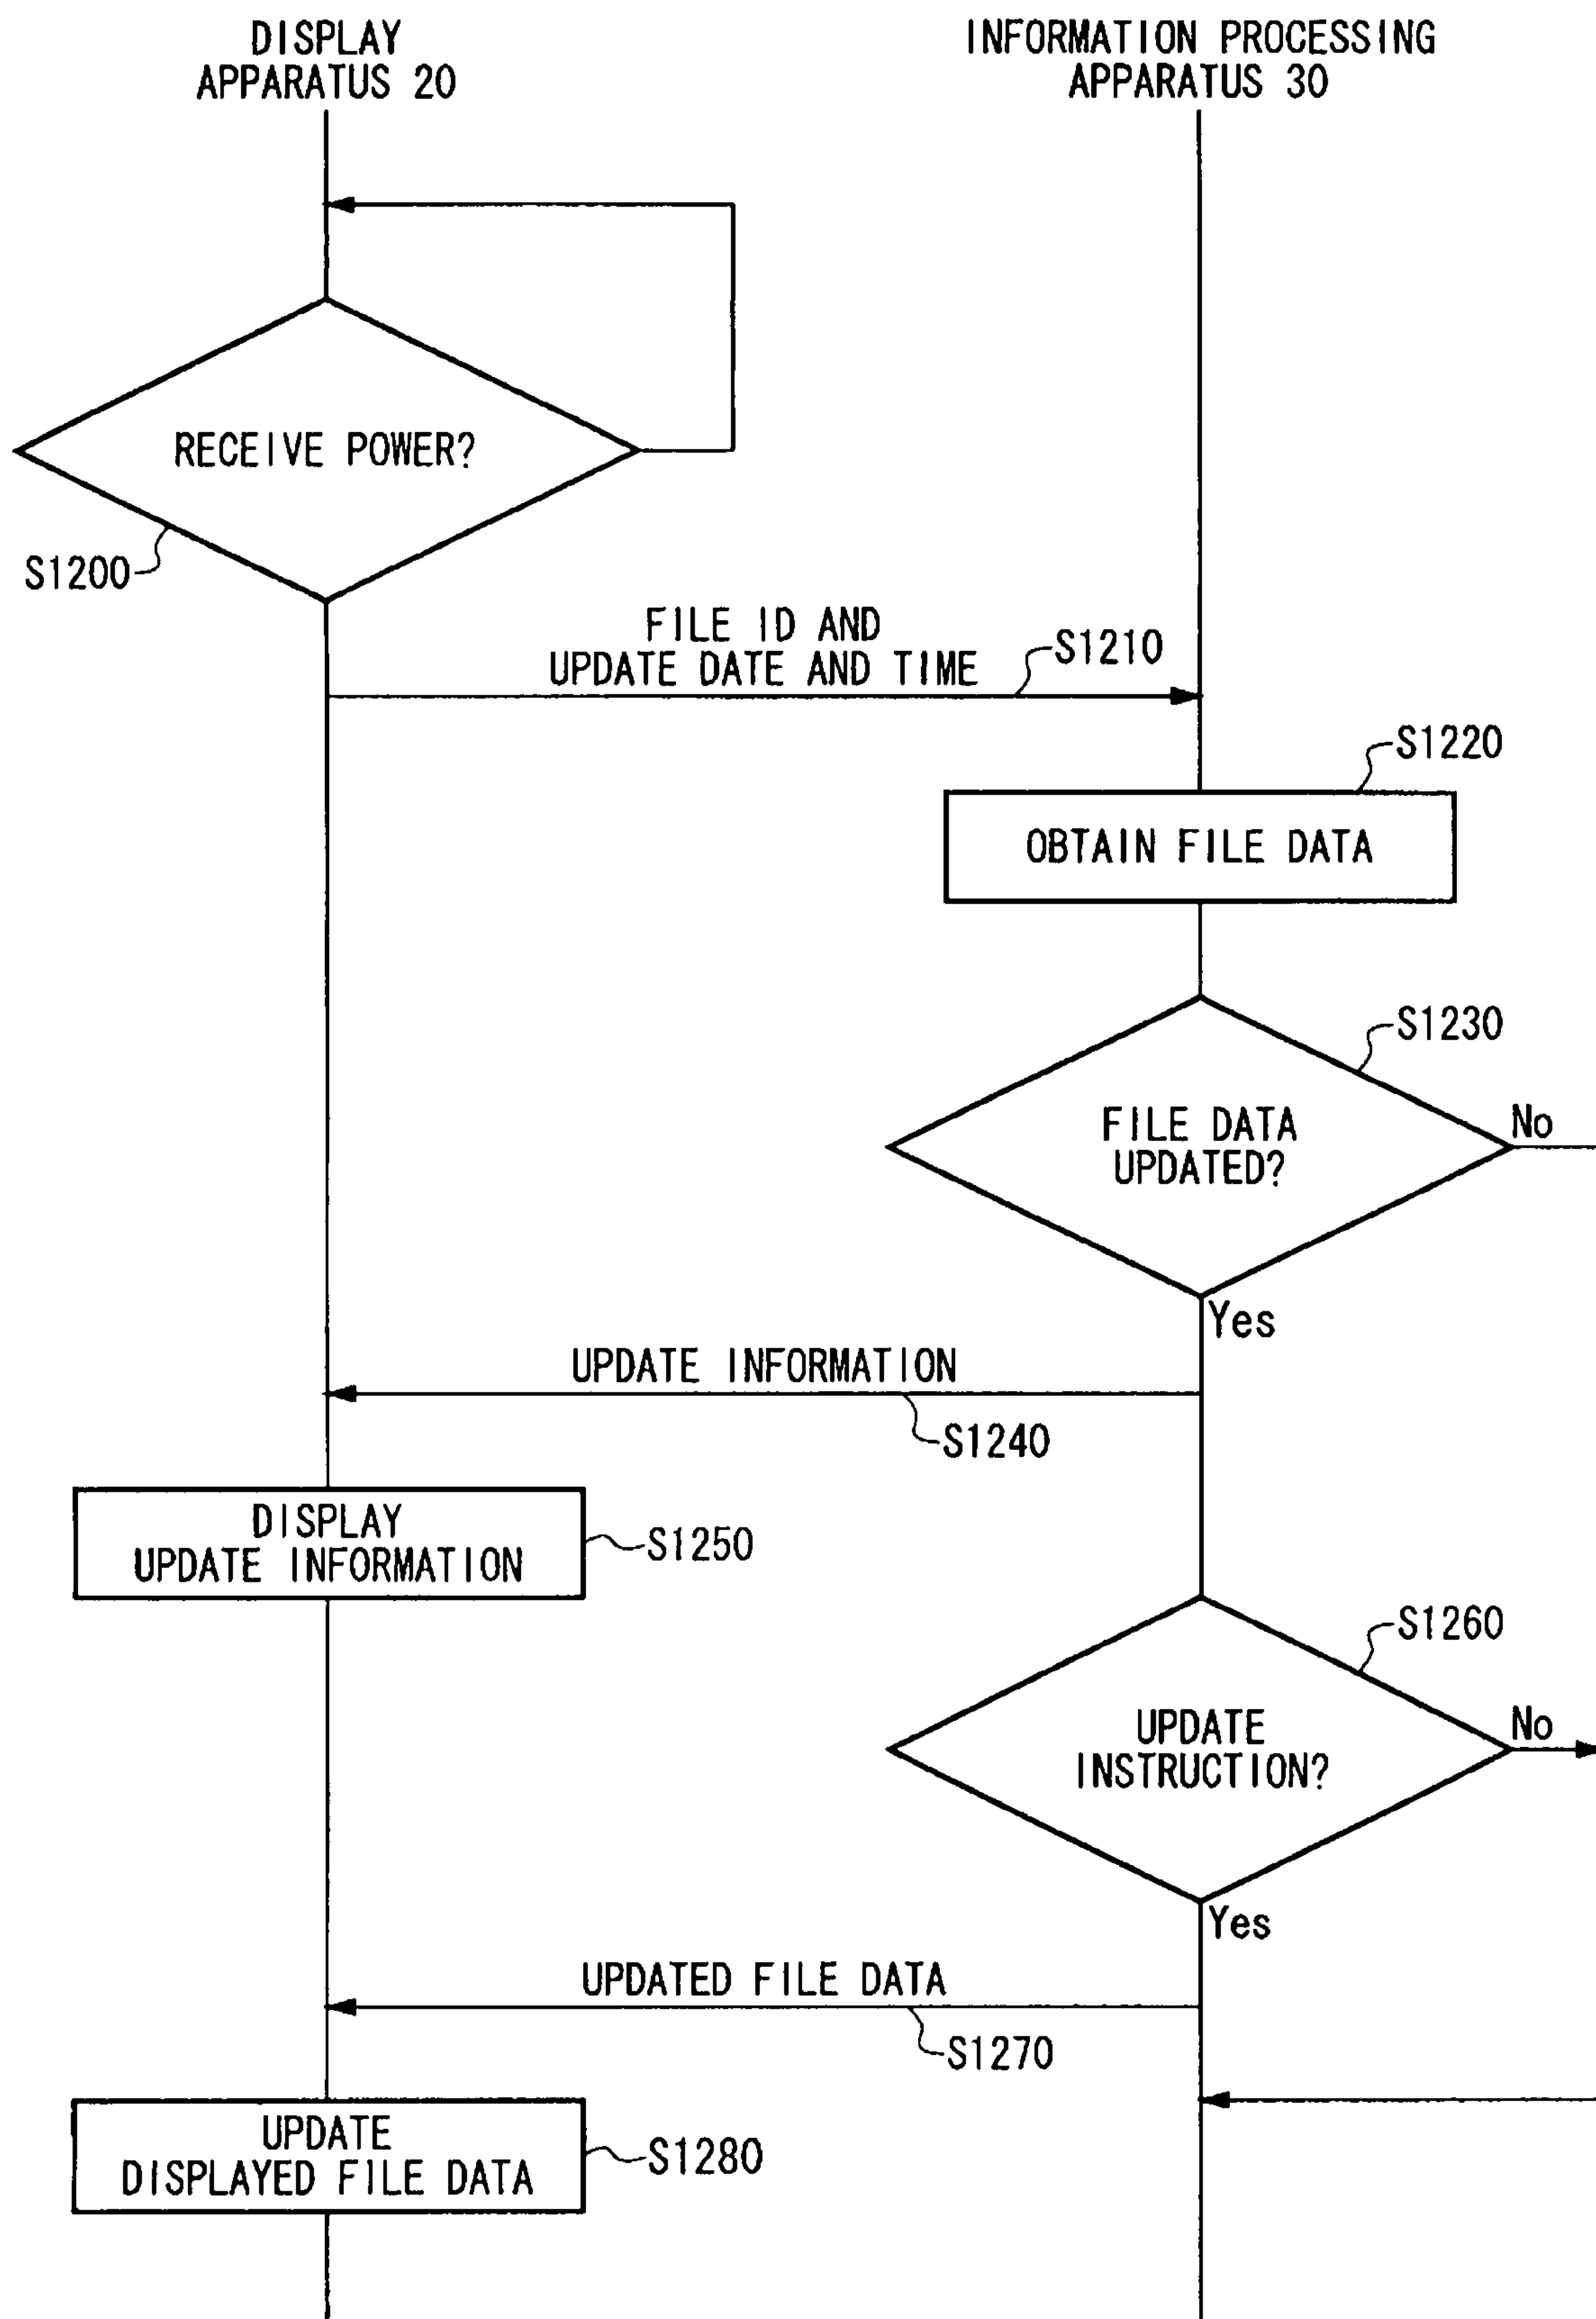 DISPLAY
APPARATUS 20
INFORMATION PROCESSING
APPARATUS 30
RECEIVE POWER?
S1200
FILE ID AND
UPDATE DATE AND TIME
S1210
S1220
OBTAIN FILE DATA
S1230
FILE DATA
UPDATED?
No
Yes
UPDATE INFORMATION
S1240
DISPLAY
UPDATE INFORMATION
S1250
S1260
UPDATE
INSTRUCTION?
No
Yes
UPDATED FILE DATA
S1270
UPDATE
DISPLAYED FILE DATA
S1280